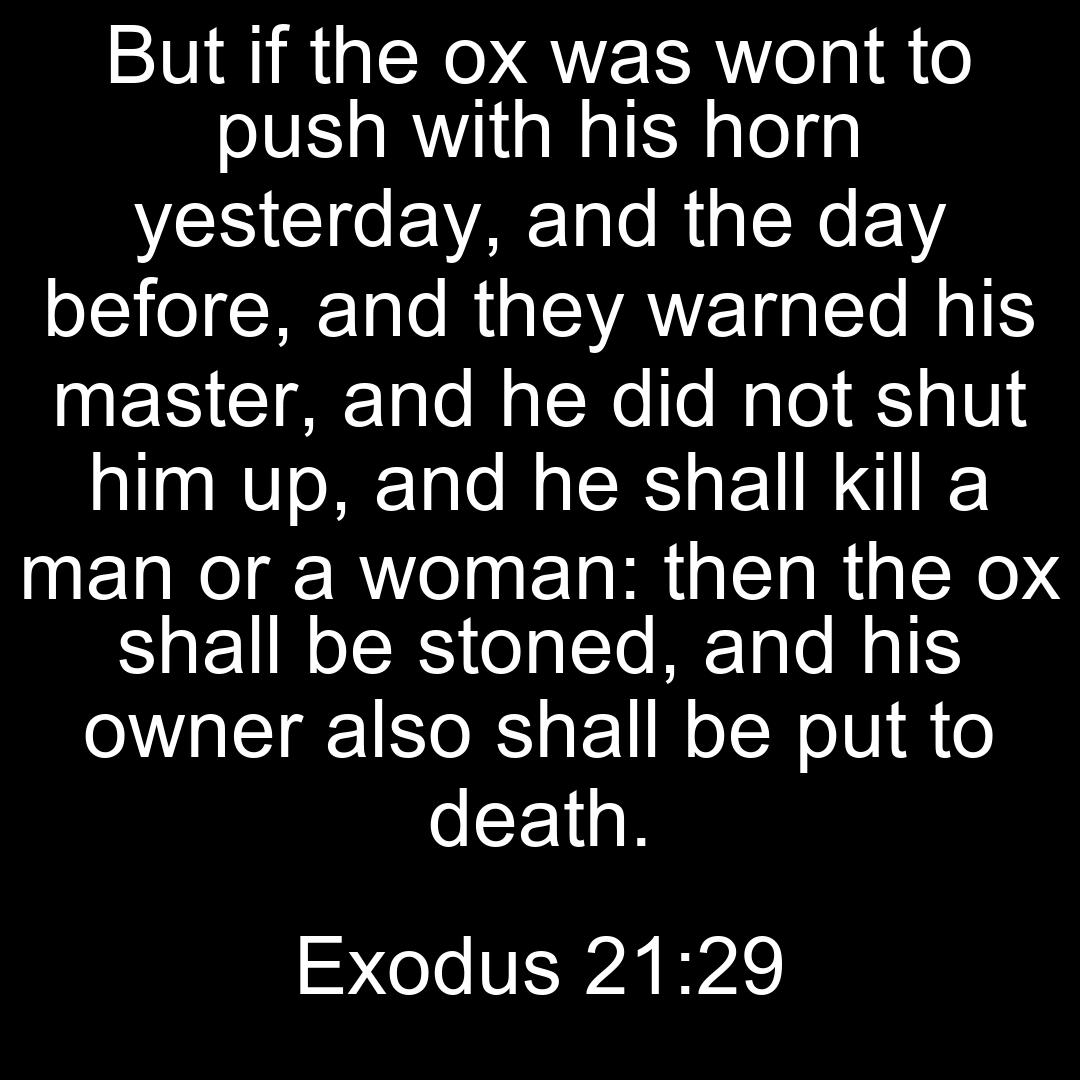 But if the ox was wont to
push with his horn
yesterday, and the day
before, and they warned his
master, and he did not shut
him up, and he shall kill a
man or a woman: then the ox
shall be stoned, and his
owner also shall be put to
death.
Exodus 21:29